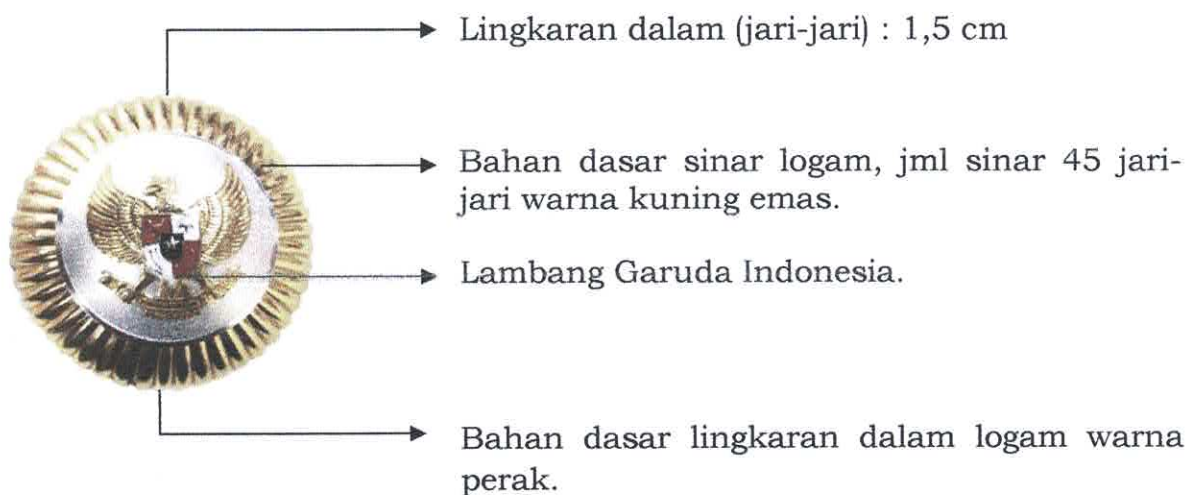 Lingkaran dalam (jari-jari) : 1,5 cm
Bahan dasar sinar logam, jml sinar 45 jari-
jari warna kuning emas.
Lambang Garuda Indonesia.
Bahan dasar lingkaran dalam logam warna
perak.